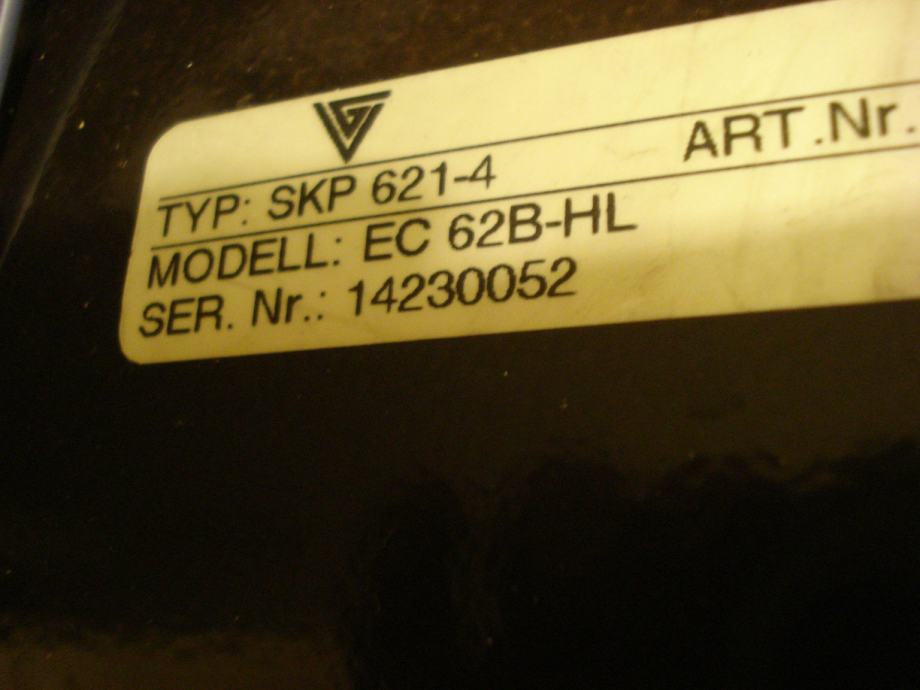 TYP: SKP 621-4
ART.Nr.
MODELL: EC 62B-HL
SER. Nr.: 14230052